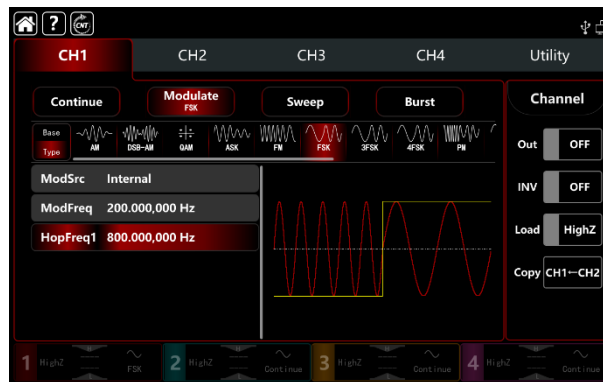 ? CNT
CH1 CH2 CH3 CH4 Utility
Continue Modulate FSK Sweep Burst Channel
Base Type AM DSB-AM QAM ASK FM FSK 3FSK 4FSK PM
Out OFF
ModSrc Internal
INV OFF
ModFreq 200.000,000 Hz
Load HighZ
HopFreq1 800.000,000 Hz
Copy CH1←CH2
1 HighZ FSK 2 HighZ Continue 3 HighZ Continue 4 HighZ Continue